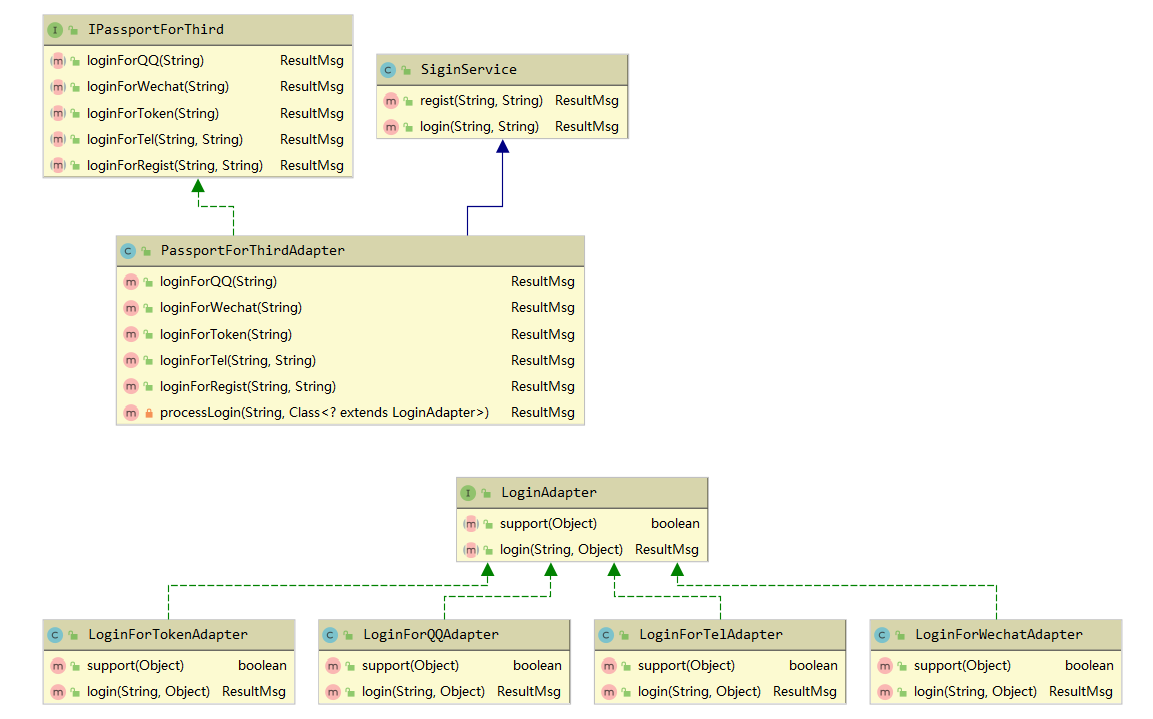 I IPassportForThird
m loginForQQ(String) ResultMsg
m loginForWechat(String) ResultMsg
m loginForToken(String) ResultMsg
m loginForTel(String, String) ResultMsg
m loginForRegist(String, String) ResultMsg
C SiginService
m regist(String, String) ResultMsg
m login(String, String) ResultMsg
C PassportForThirdAdapter
m loginForQQ(String) ResultMsg
m loginForWechat(String) ResultMsg
m loginForToken(String) ResultMsg
m loginForTel(String, String) ResultMsg
m loginForRegist(String, String) ResultMsg
m processLogin(String, Class<? extends LoginAdapter>) ResultMsg
I LoginAdapter
m support(Object) boolean
m login(String, Object) ResultMsg
C LoginForTokenAdapter
m support(Object) boolean
m login(String, Object) ResultMsg
C LoginForQQAdapter
m support(Object) boolean
m login(String, Object) ResultMsg
C LoginForTelAdapter
m support(Object) boolean
m login(String, Object) ResultMsg
C LoginForWechatAdapter
m support(Object) boolean
m login(String, Object) ResultMsg